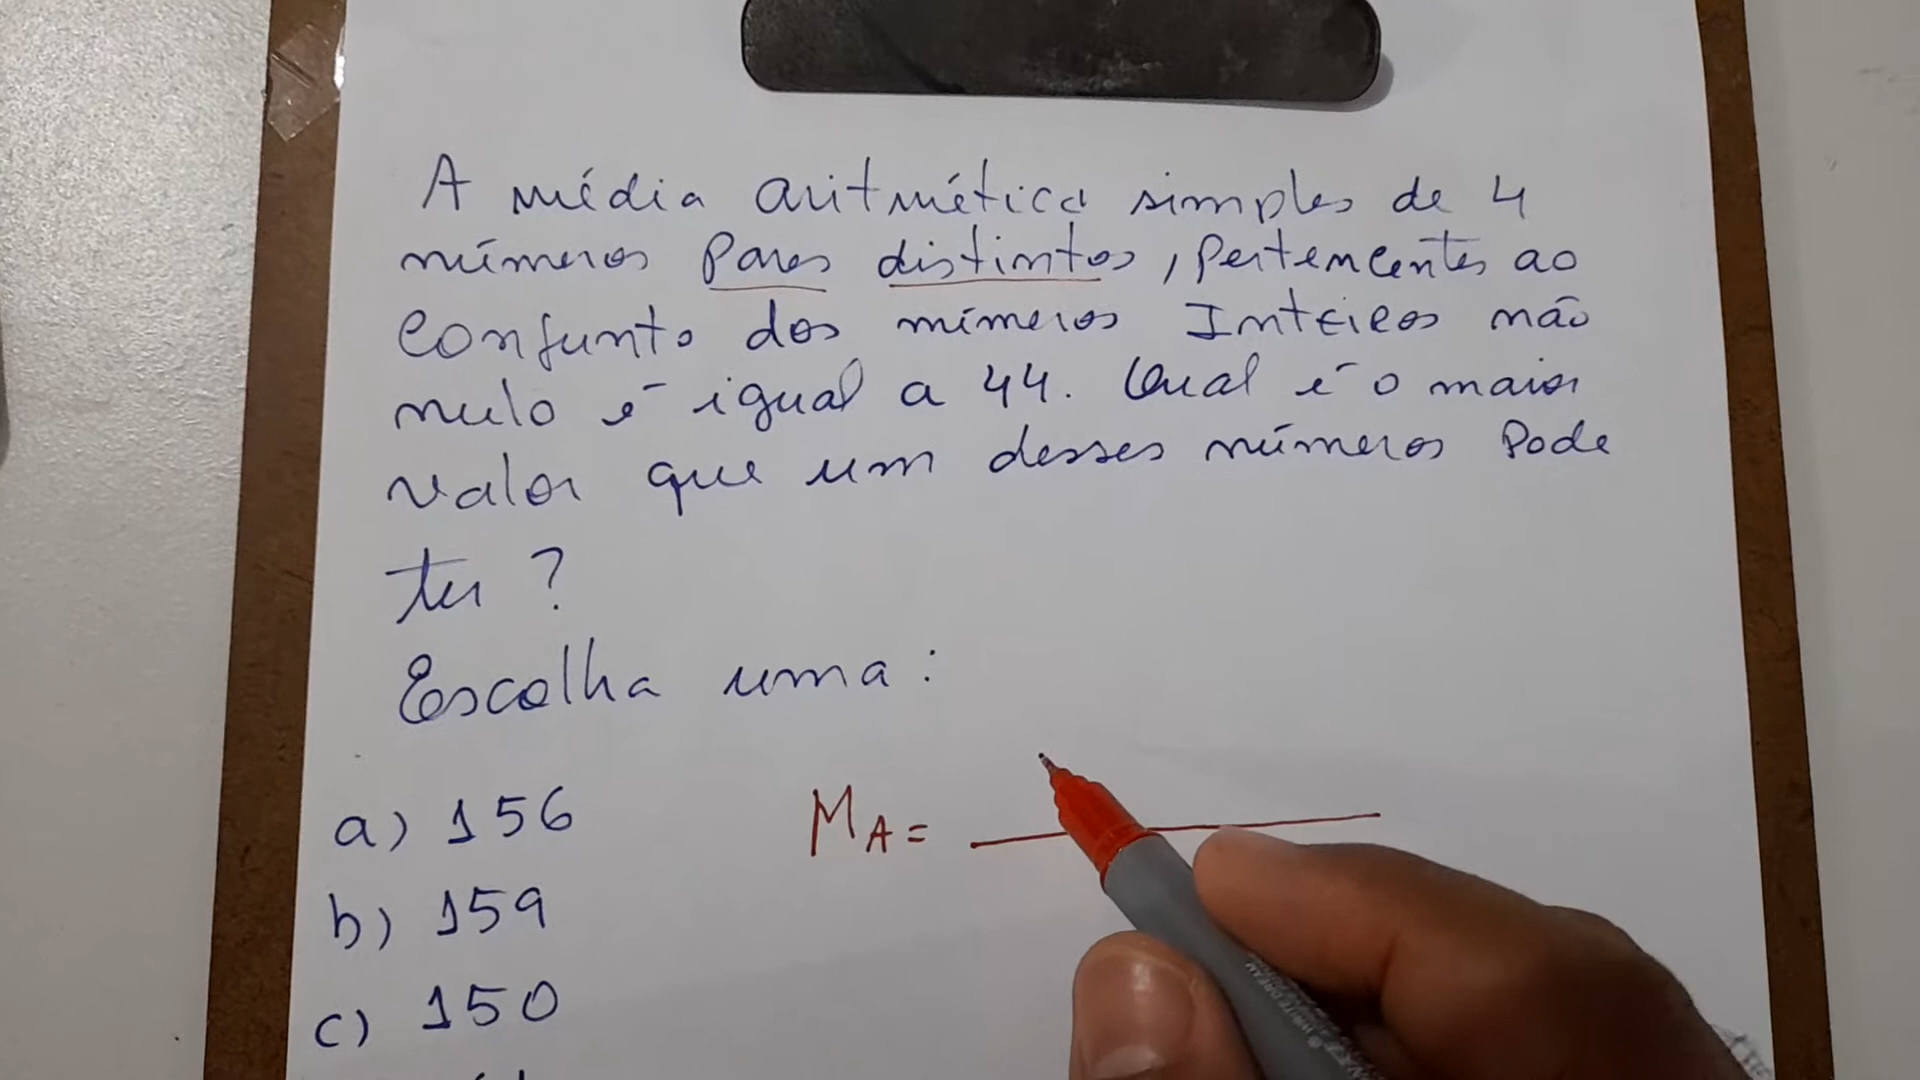 A média aritmética simples de 4
números Pares distintos, Pertencentes ao
conjunto dos números Inteiros não
nulo é igual a 44. Qual é o maior
valor que um desses números Pode
ter ?
Escolha uma :
a) 156
MA=
b) 159
c) 150